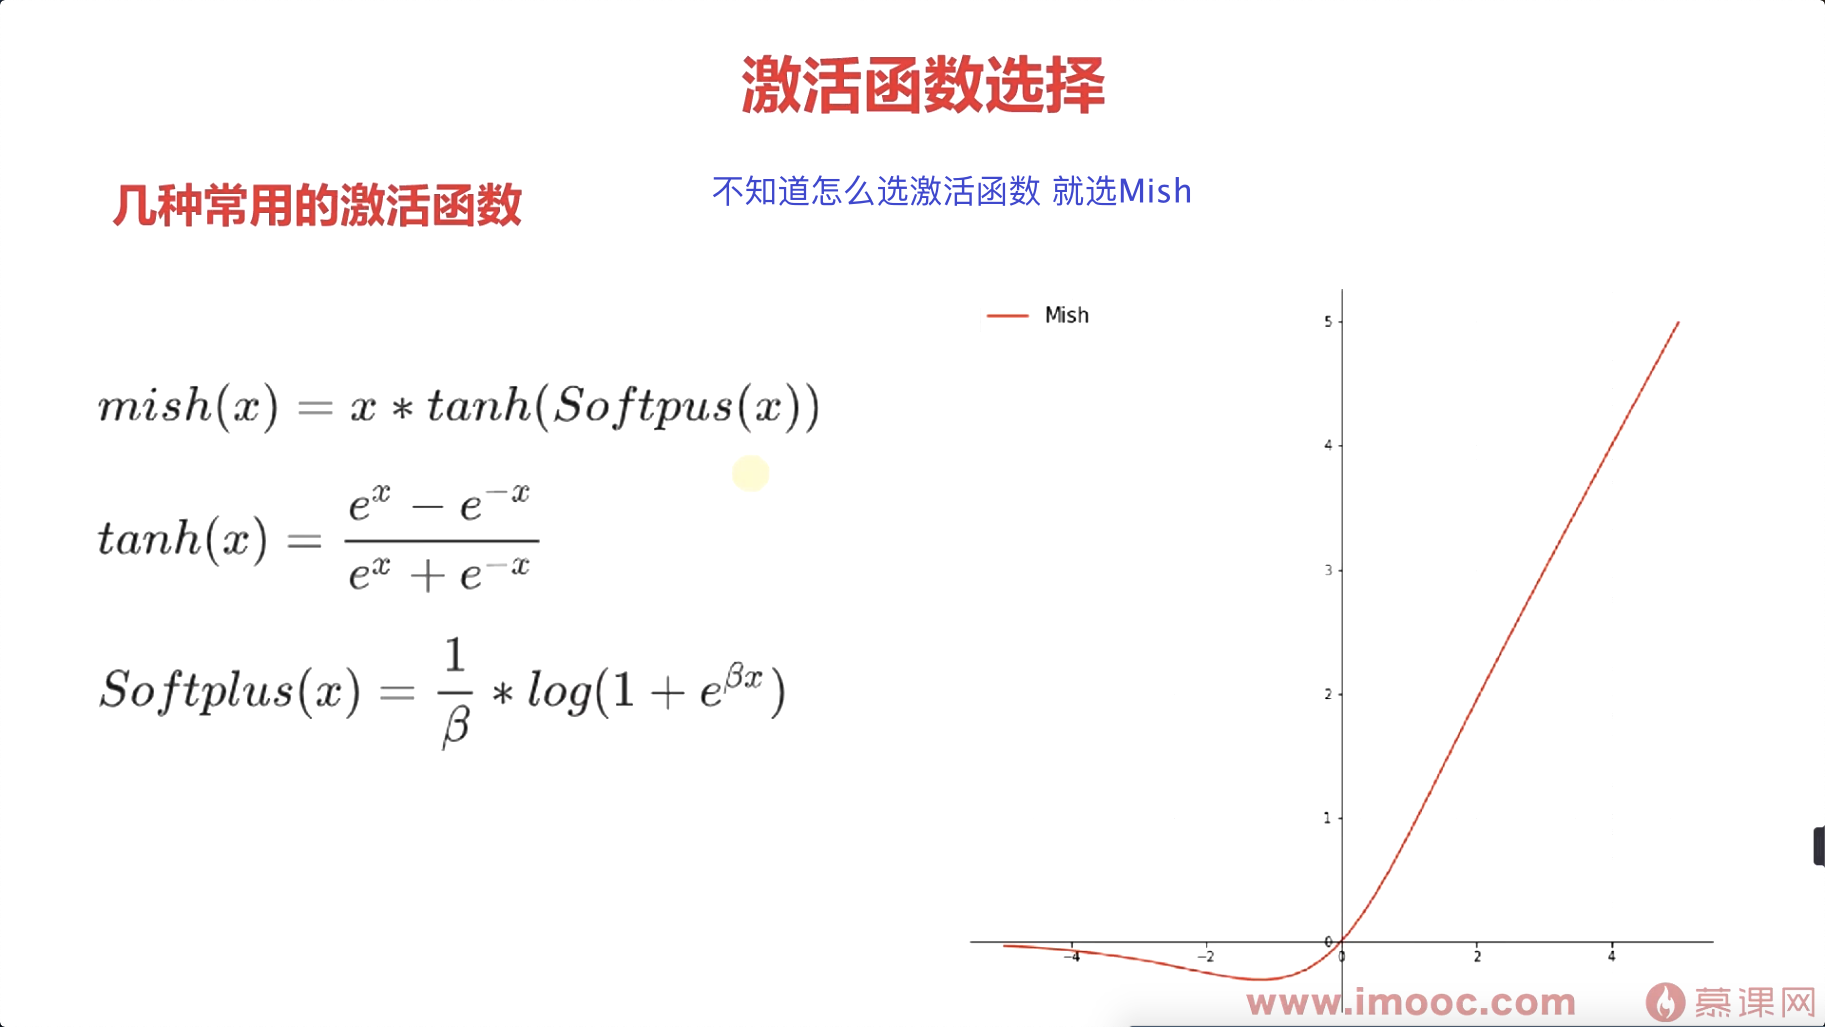 激活函数选择
几种常用的激活函数
不知道怎么选激活函数 就选Mish
mish(x) = x * tanh(Softpus(x))
tanh(x) = \frac{e^x - e^{-x}}{e^x + e^{-x}}
Softplus(x) = \frac{1}{β} * log(1 + e^{βx})
Mish
5
4
3
2
1
0
−4
−2
0
2
4
www.imooc.com
慕课网